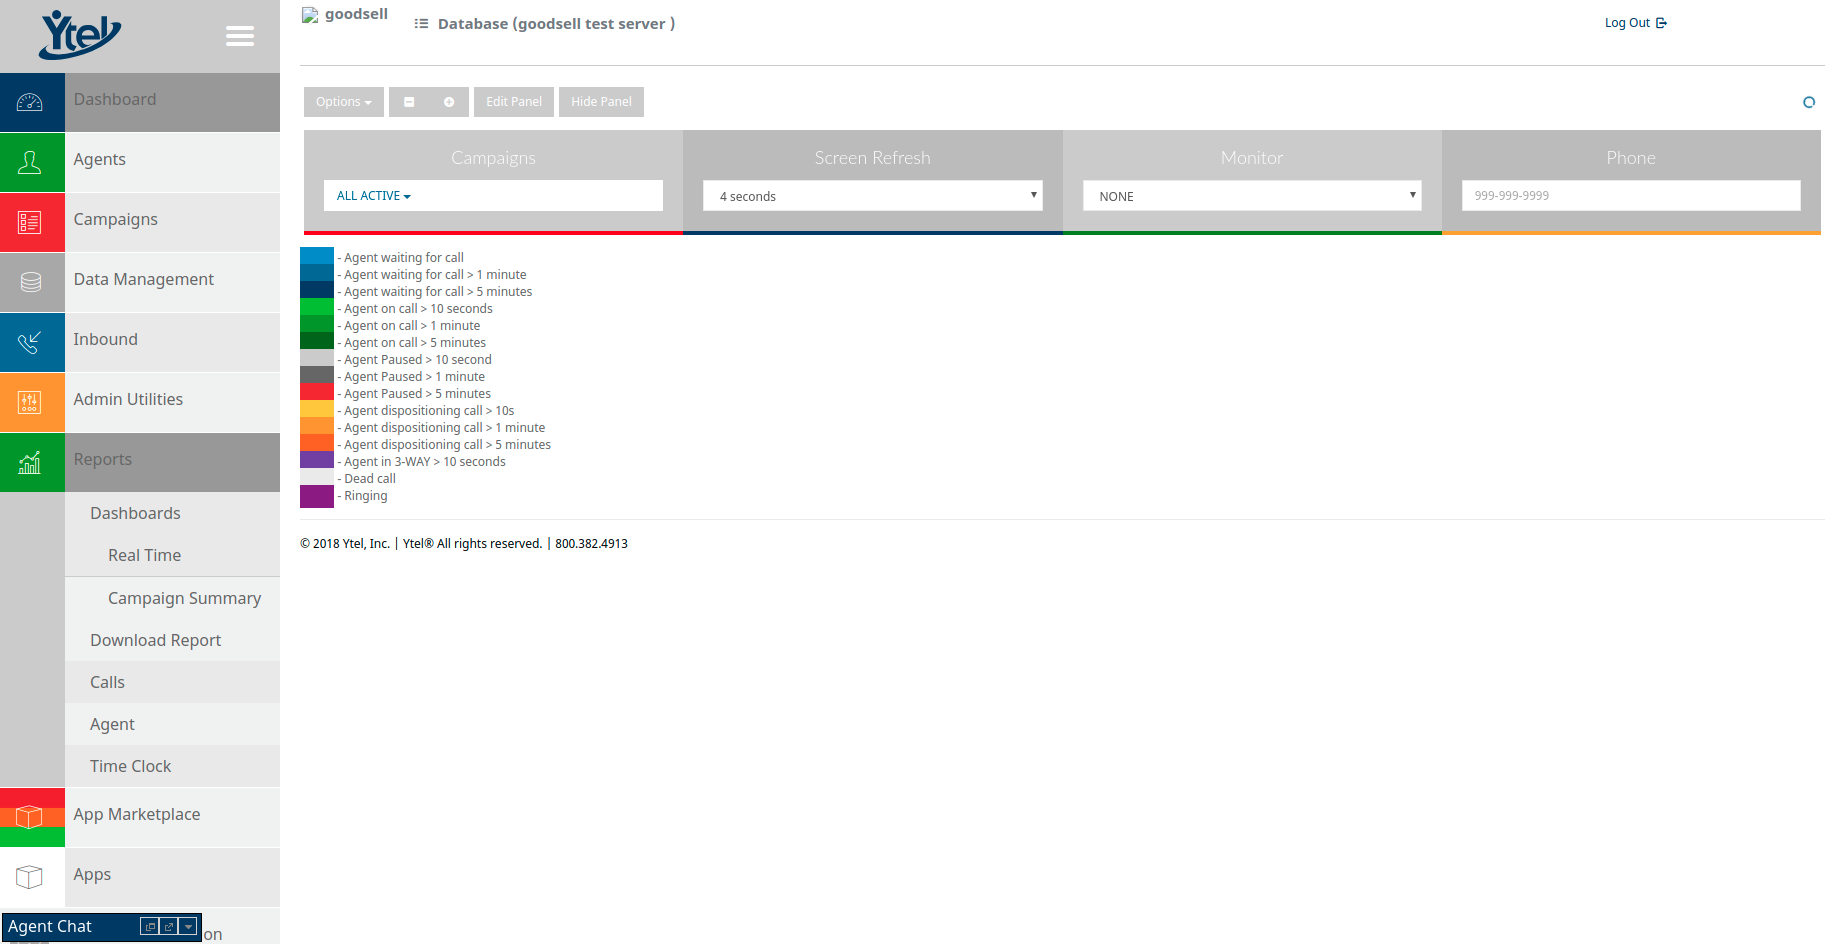 Ytel
goodsell
Database (goodsell test server )
Log Out
Dashboard
Agents
Campaigns
Data Management
Inbound
Admin Utilities
Reports
Dashboards
Real Time
Campaign Summary
Download Report
Calls
Agent
Time Clock
App Marketplace
Apps
Agent Chat
on
Options
Edit Panel
Hide Panel
Campaigns
ALL ACTIVE
Screen Refresh
4 seconds
Monitor
NONE
Phone
999-999-9999
- Agent waiting for call
- Agent waiting for call > 1 minute
- Agent waiting for call > 5 minutes
- Agent on call > 10 seconds
- Agent on call > 1 minute
- Agent on call > 5 minutes
- Agent Paused > 10 second
- Agent Paused > 1 minute
- Agent Paused > 5 minutes
- Agent dispositioning call > 10s
- Agent dispositioning call > 1 minute
- Agent dispositioning call > 5 minutes
- Agent in 3-WAY > 10 seconds
- Dead call
- Ringing
© 2018 Ytel, Inc. | Ytel® All rights reserved. | 800.382.4913